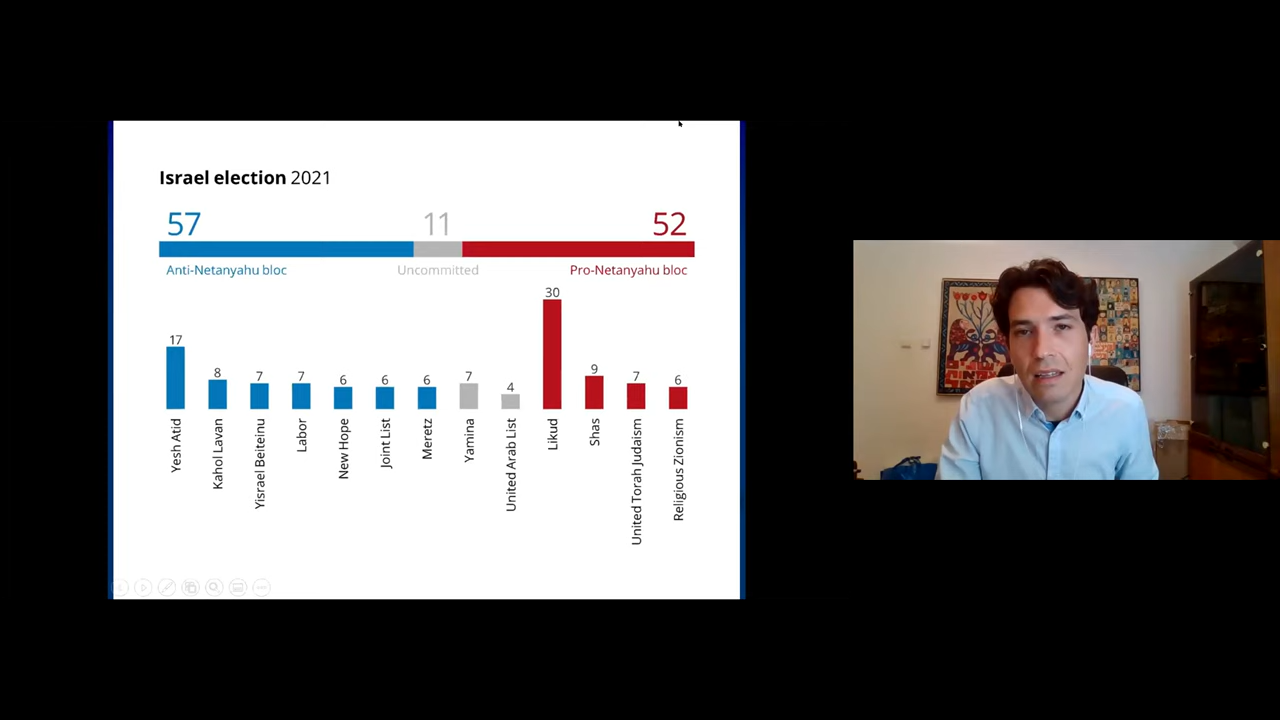 Israel election 2021
57 11 52
Anti-Netanyahu bloc Uncommitted Pro-Netanyahu bloc
17 8 7 7 6 6 6 7 4 30 9 7 6
Yesh Atid
Kahol Lavan
Yisrael Beiteinu
Labor
New Hope
Joint List
Meretz
Yamina
United Arab List
Likud
Shas
United Torah Judaism
Religious Zionism